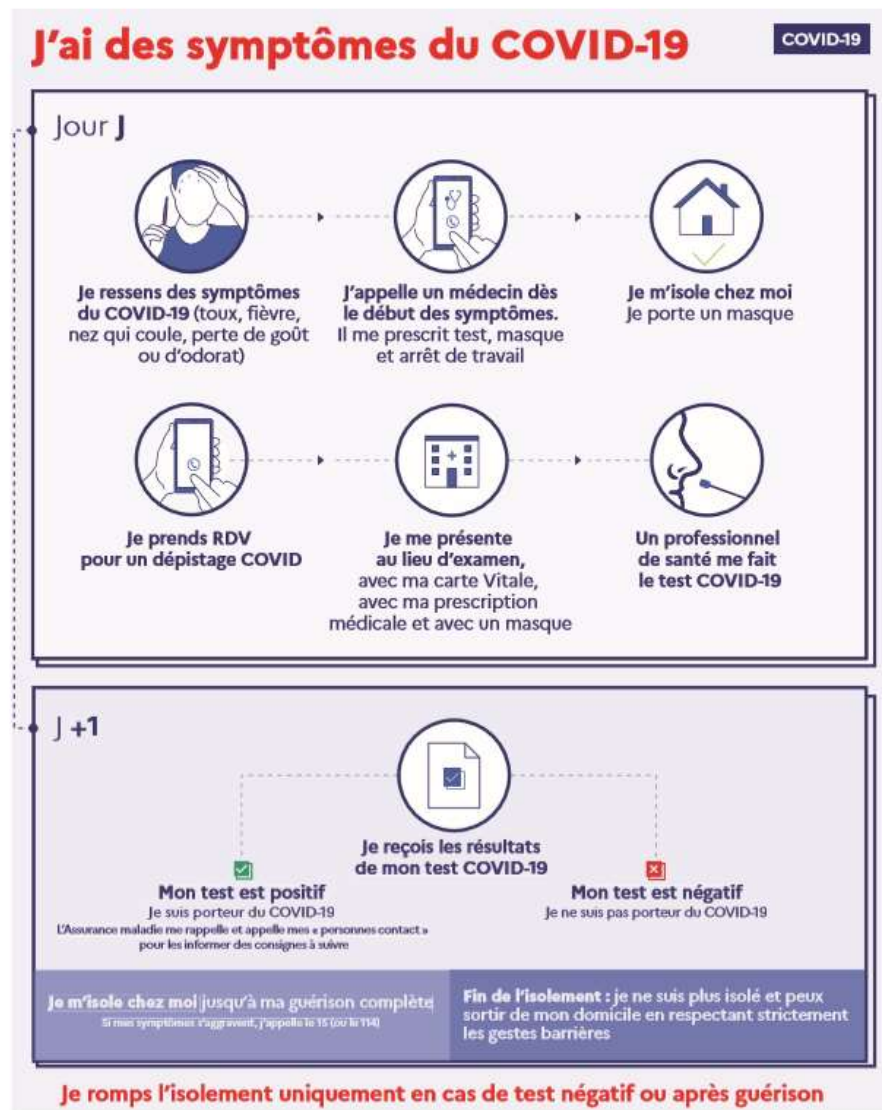 J'ai des symptômes du COVID-19
COVID-19
Jour J
Je ressens des symptômes
du COVID-19 (toux, fièvre,
nez qui coule, perte de goût
ou d'odorat)
J'appelle un médecin dès
le début des symptômes.
Il me prescrit test, masque
et arrêt de travail
Je m'isole chez moi
Je porte un masque
Je prends RDV
pour un dépistage COVID
Je me présente
au lieu d'examen,
avec ma carte Vitale,
avec ma prescription
médicale et avec un masque
Un professionnel
de santé me fait
le test COVID-19
J +1
Je reçois les résultats
de mon test COVID-19
Mon test est positif
Je suis porteur du COVID-19
L'Assurance maladie me rappelle et appelle mes « personnes contact »
pour les informer des consignes à suivre
Mon test est négatif
Je ne suis pas porteur du COVID-19
Je m'isole chez moi jusqu'à ma guérison complète
Si mes symptômes s'aggravent, j'appelle le 15 (ou le 114)
Fin de l'isolement : je ne suis plus isolé et peux
sortir de mon domicile en respectant strictement
les gestes barrières
Je romps l'isolement uniquement en cas de test négatif ou après guérison